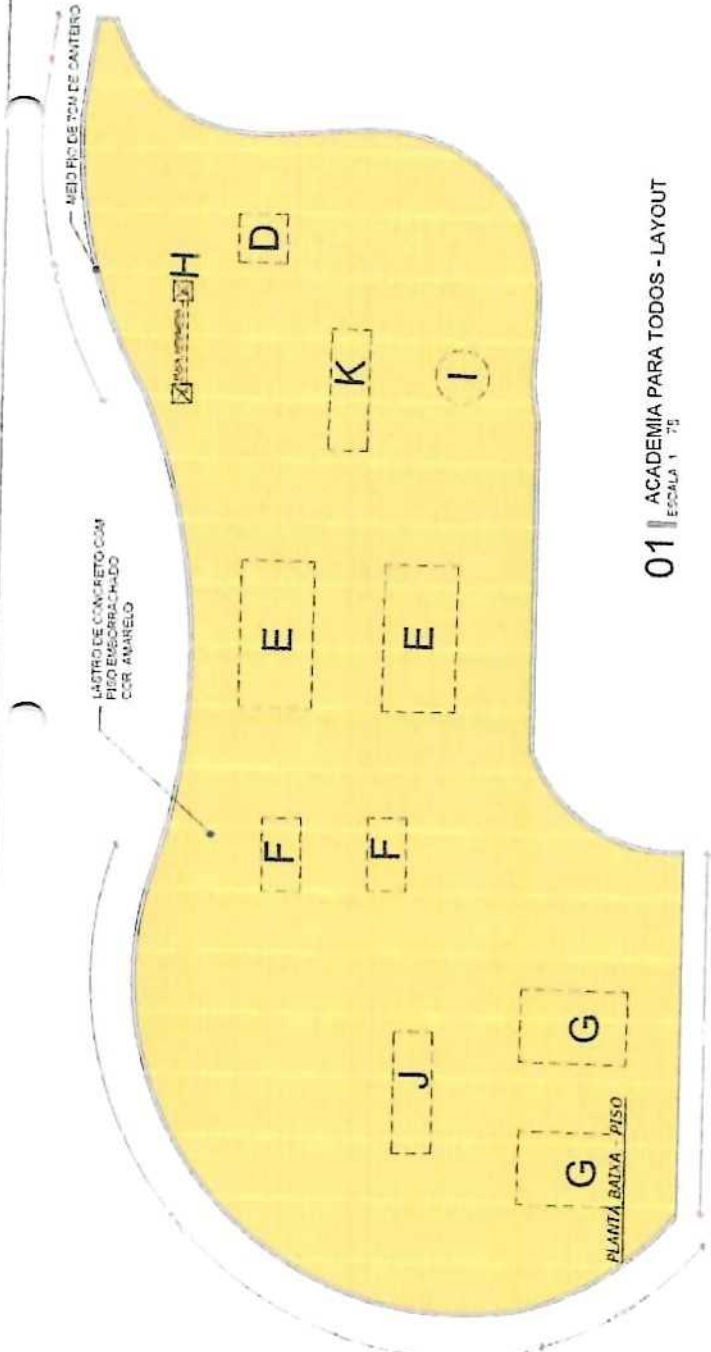 MEIO FIO DE 7CM DE CANTEIRO
LASTRO DE CONCRETO COM
PISO EMBORRACHADO
COR AMARELO
H
D
E
F
K
E
F
I
J
G
G
PLANTA BAIXA - PISO
01 ACADEMIA PARA TODOS - LAYOUT
ESCALA 1 75